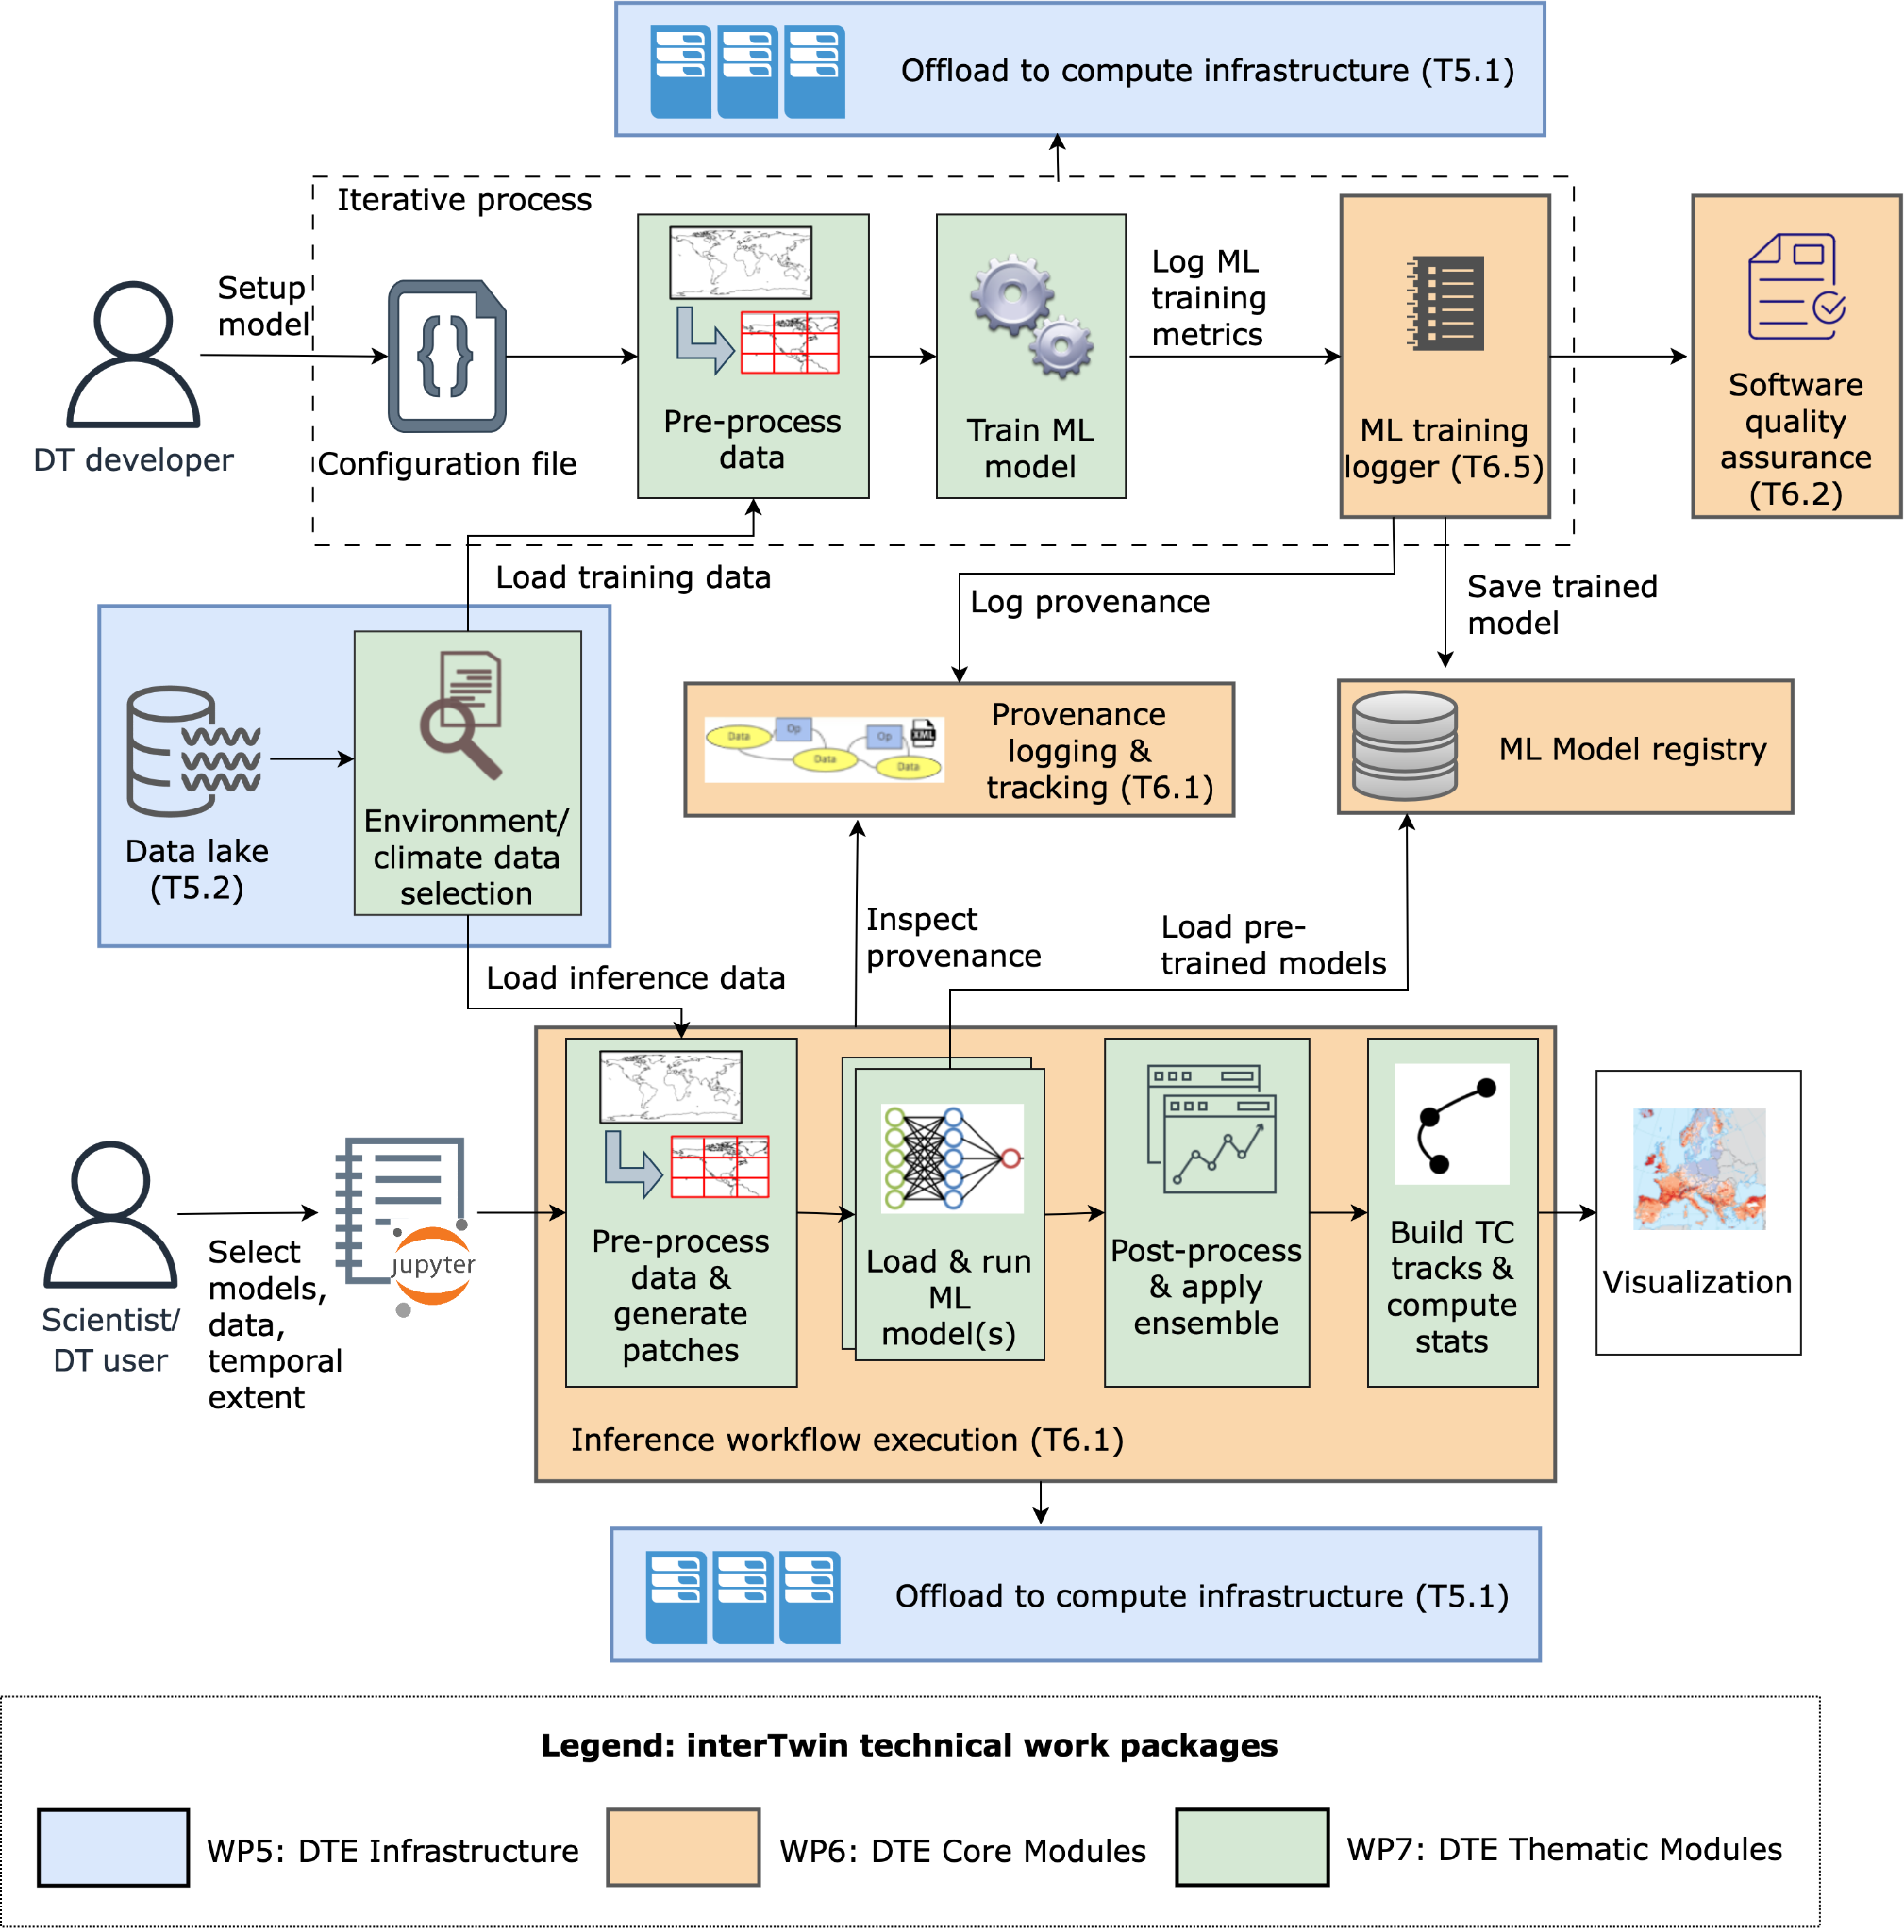 Offload to compute infrastructure (T5.1)
Iterative process
Setup
model
DT developer
Configuration file
Pre-process
data
Train ML
model
Log ML
training
metrics
ML training
logger (T6.5)
Software
quality
assurance
(T6.2)
Load training data
Log provenance
Save trained
model
Data lake
(T5.2)
Environment/
climate data
selection
Data
Op
Data
Op
Data
XML
Provenance
logging &
tracking (T6.1)
ML Model registry
Inspect
provenance
Load pre-
trained models
Load inference data
Scientist/
DT user
Select
models,
data,
temporal
extent
jupyter
Pre-process
data &
generate
patches
Load & run
ML
model(s)
Post-process
& apply
ensemble
Build TC
tracks &
compute
stats
Visualization
Inference workflow execution (T6.1)
Offload to compute infrastructure (T5.1)
Legend: interTwin technical work packages
WP5: DTE Infrastructure
WP6: DTE Core Modules
WP7: DTE Thematic Modules